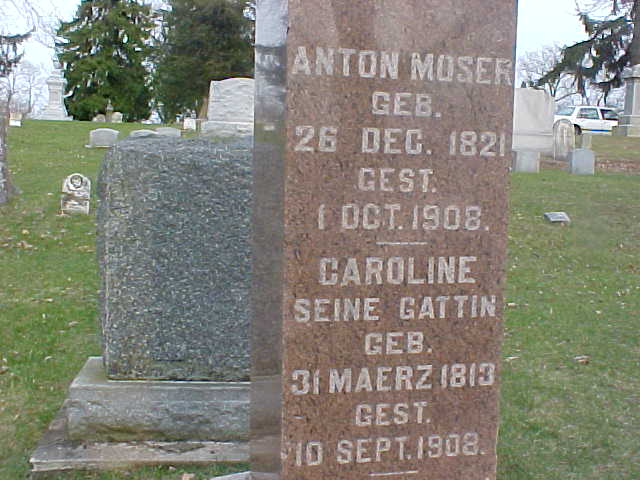 ANTON MOSER
GEB.
26 DEC. 1821
GEST.
1 OCT. 1908.
CAROLINE
SEINE GATTIN
GEB.
31 MAERZ 1813
GEST.
10 SEPT. 1908.